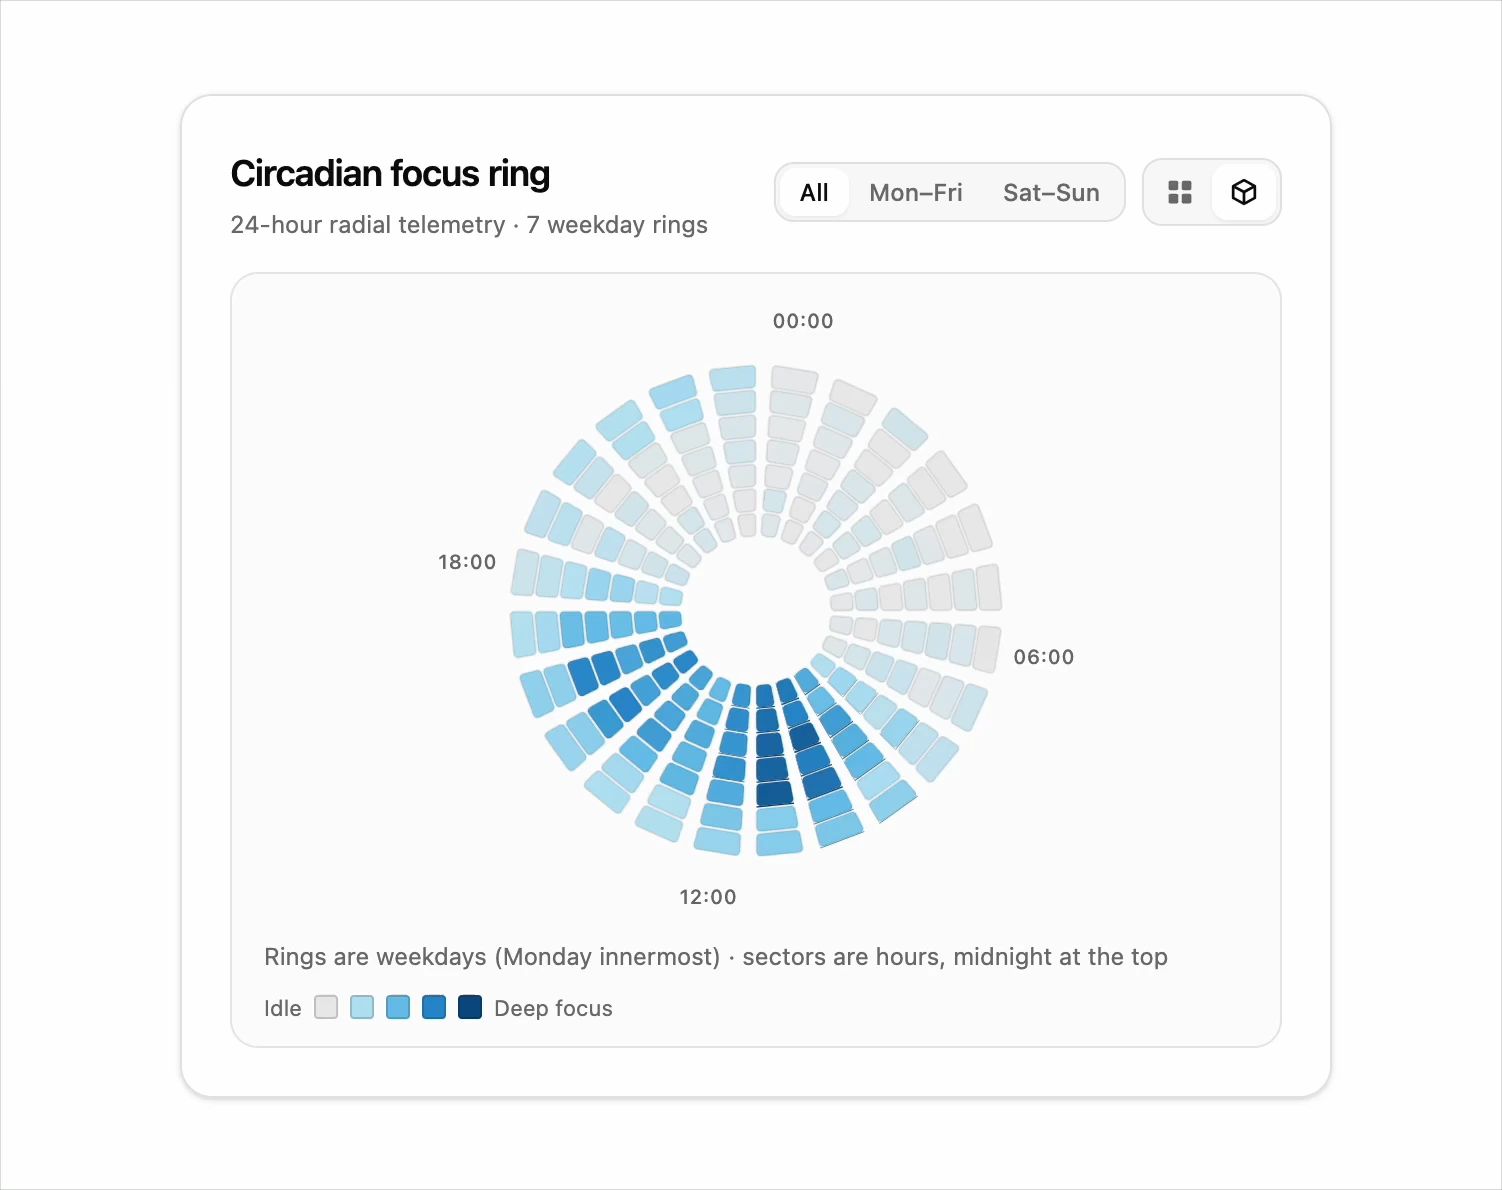 Circadian focus ring
24-hour radial telemetry · 7 weekday rings
All
Mon–Fri
Sat–Sun
00:00
18:00
06:00
12:00
Rings are weekdays (Monday innermost) · sectors are hours, midnight at the top
Idle
Deep focus